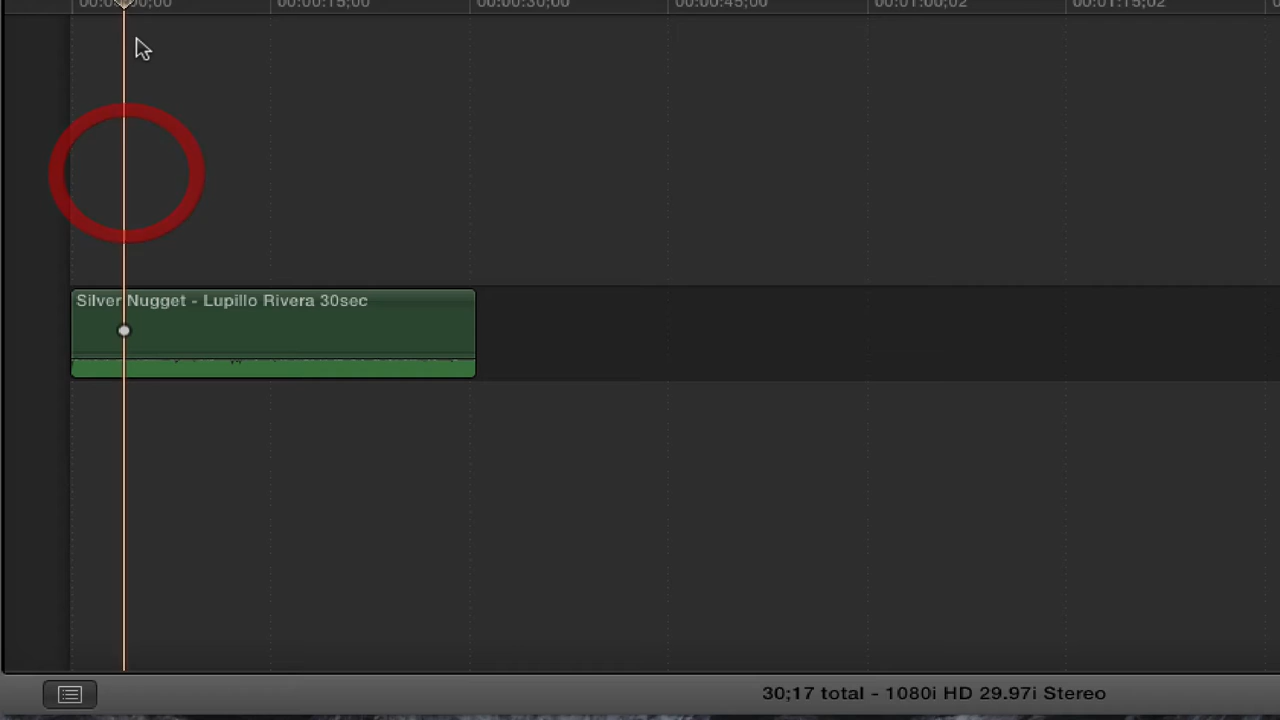 00:00:15;00 00:00:30;00 00:00:45;00 00:01:00;02 00:01:15;02
Silver Nugget - Lupillo Rivera 30sec
30;17 total - 1080i HD 29.97i Stereo